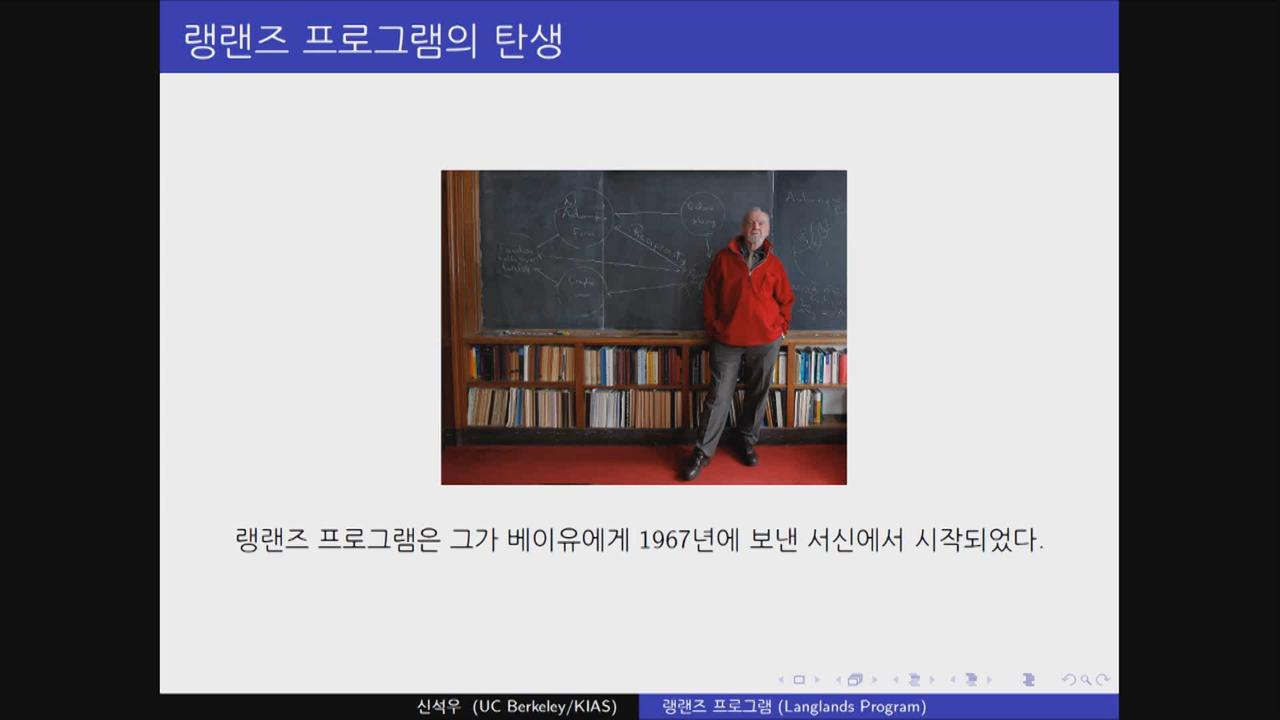 랭랜즈 프로그램의 탄생
랭랜즈 프로그램은 그가 베이유에게 1967년에 보낸 서신에서 시작되었다.
신석우 (UC Berkeley/KIAS)
랭랜즈 프로그램 (Langlands Program)